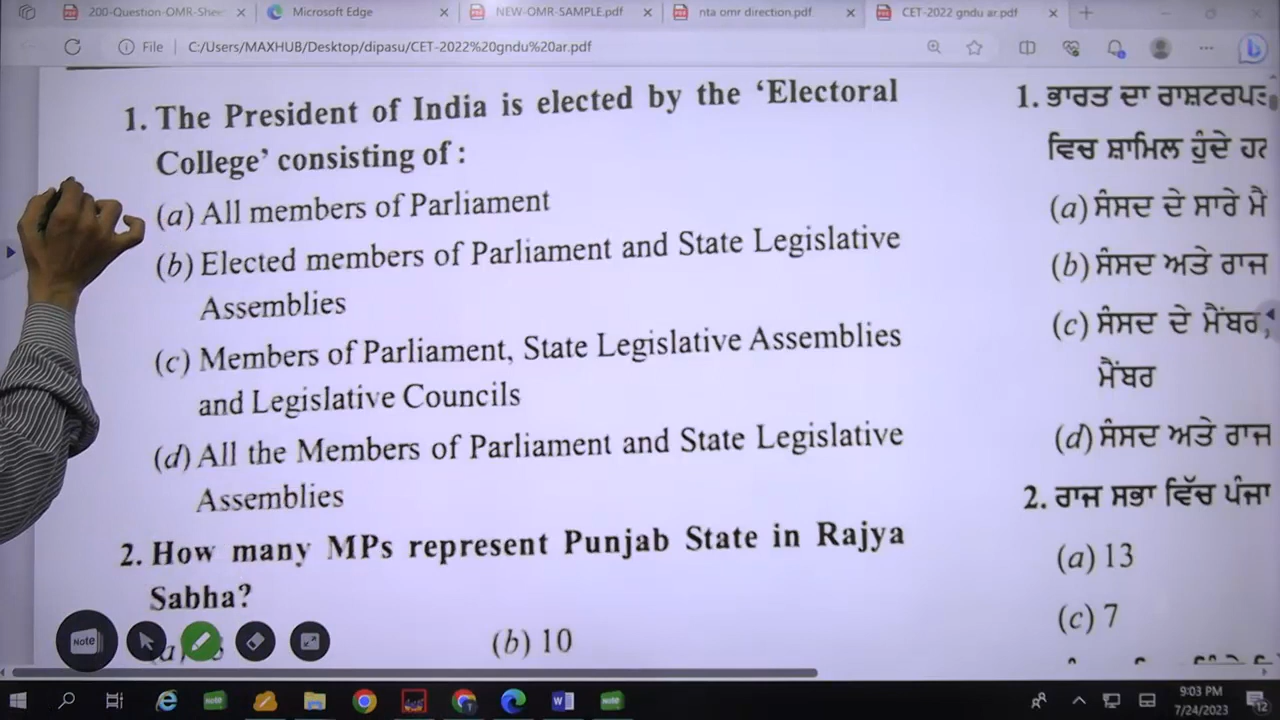 200-Question-OMR-Shee
Microsoft Edge
NEW-OMR-SAMPLE.pdf
nta omr direction.pdf
CET-2022 gndu ar.pdf
File
C:/Users/MAXHUB/Desktop/dipasu/CET-2022%20gndu%20ar.pdf
1. The President of India is elected by the ‘Electoral
College’ consisting of :
(a) All members of Parliament
(b) Elected members of Parliament and State Legislative
Assemblies
(c) Members of Parliament, State Legislative Assemblies
and Legislative Councils
(d) All the Members of Parliament and State Legislative
Assemblies
2. How many MPs represent Punjab State in Rajya
Sabha?
(b) 10
1. ਭਾਰਤ ਦਾ
ਵਿਚ ਸ਼ਾਮਿਲ ਹੁੰਦੇ
(a) ਸੰਸਦ ਦੇ ਸਾਰੇ
(b) ਸੰਸਦ ਅਤੇ ਰਾਜ
(c) ਸੰਸਦ ਦੇ ਮੈਂਬਰ,
ਮੈਂਬਰ
(d) ਸੰਸਦ ਅਤੇ ਰਾਜ
2. ਰਾਜ ਸਭਾ ਵਿੱਚ
(a) 13
(c) 7
Note
Note
Note
9:03 PM
7/24/2023
12